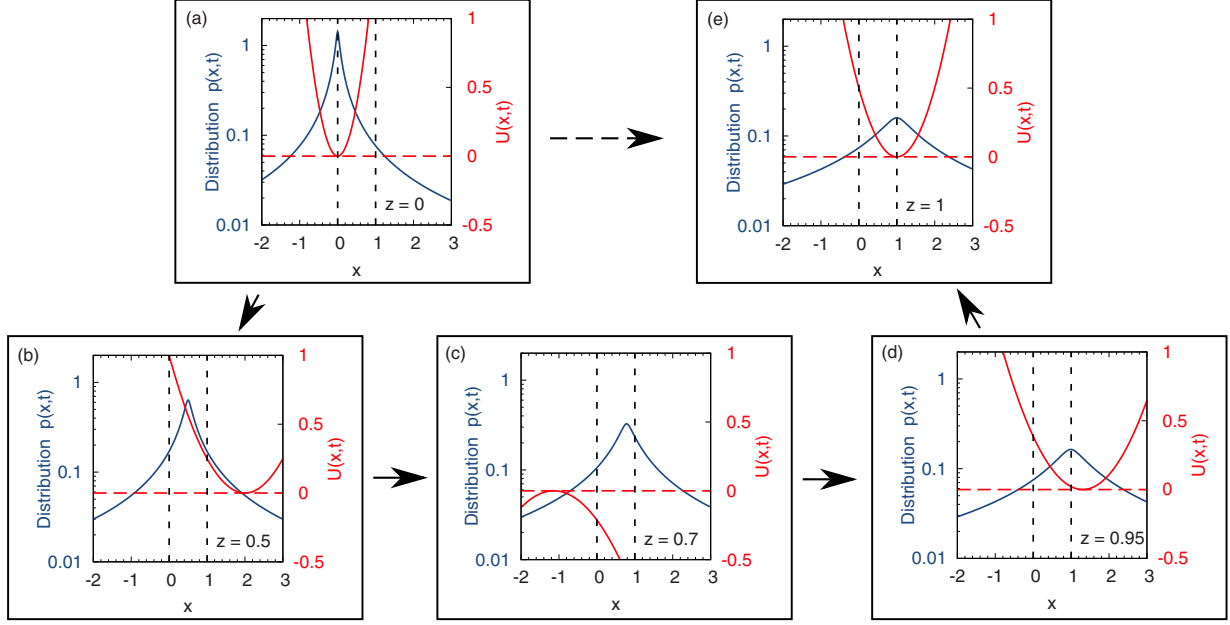 (a)
Distribution p(x,t)
1
0.1
0.01
-2 -1 0 1 2 3
x
1
0.5
0
-0.5
U(x,t)
z = 0
(e)
Distribution p(x,t)
1
0.1
0.01
-2 -1 0 1 2 3
x
1
0.5
0
-0.5
U(x,t)
z = 1
(b)
Distribution p(x,t)
1
0.1
0.01
-2 -1 0 1 2 3
x
1
0.5
0
-0.5
U(x,t)
z = 0.5
(c)
Distribution p(x,t)
1
0.1
0.01
-2 -1 0 1 2 3
x
1
0.5
0
-0.5
U(x,t)
z = 0.7
(d)
Distribution p(x,t)
1
0.1
0.01
-2 -1 0 1 2 3
x
1
0.5
0
-0.5
U(x,t)
z = 0.95